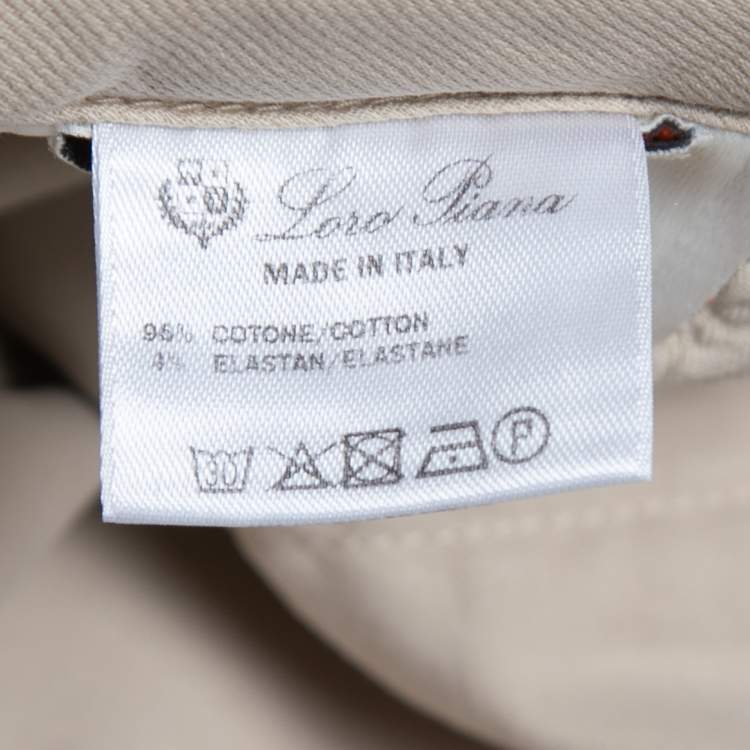 Loro Piana
MADE IN ITALY
96% COTONE/COTTON
4% ELASTAN/ELASTANE
30 F